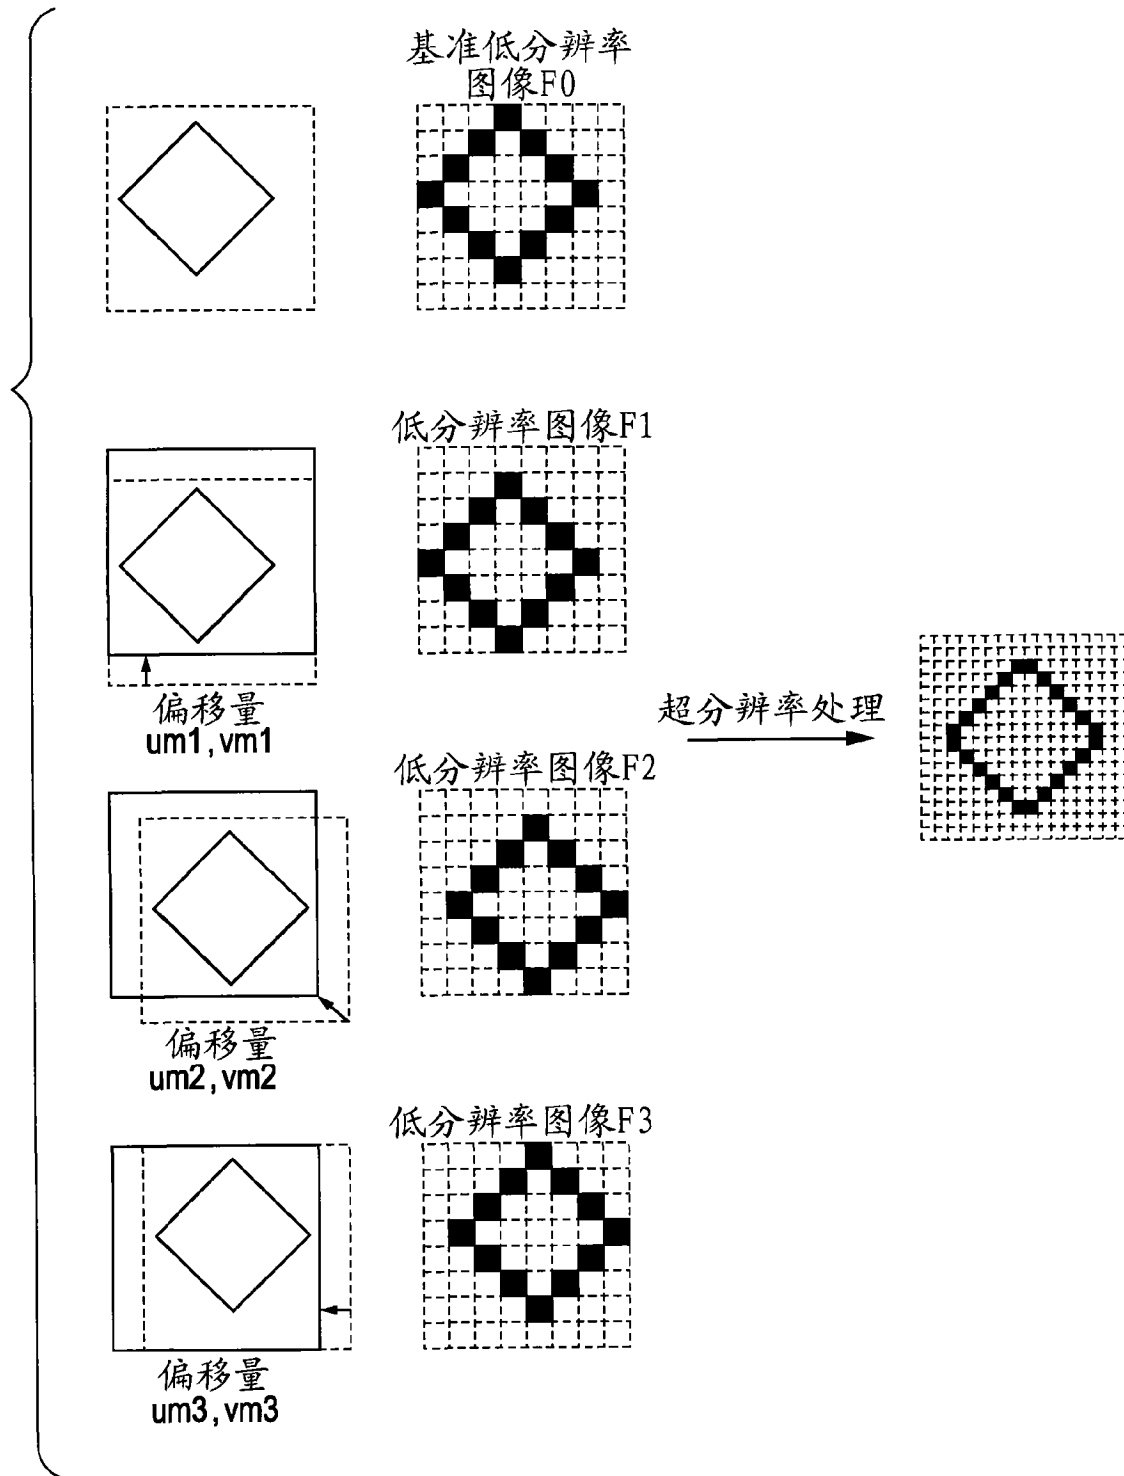 基准低分辨率
图像F0
低分辨率图像F1
偏移量
um1,vm1
超分辨率处理
低分辨率图像F2
偏移量
um2,vm2
低分辨率图像F3
偏移量
um3,vm3